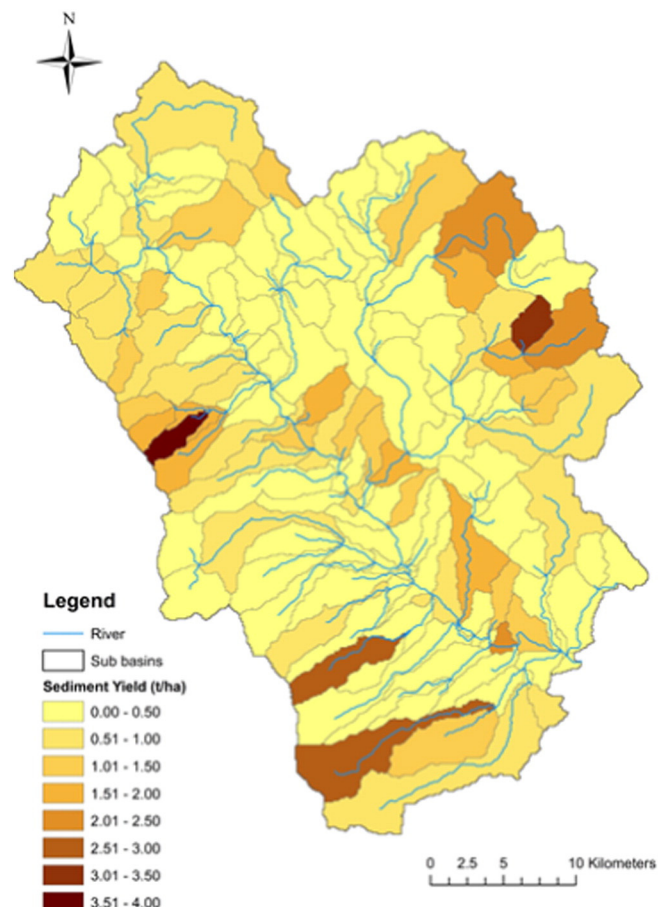 N
Legend
River
Sub basins
Sediment Yield (t/ha)
0.00 - 0.50
0.51 - 1.00
1.01 - 1.50
1.51 - 2.00
2.01 - 2.50
2.51 - 3.00
3.01 - 3.50
3.51 - 4.00
0 2.5 5 10 Kilometers